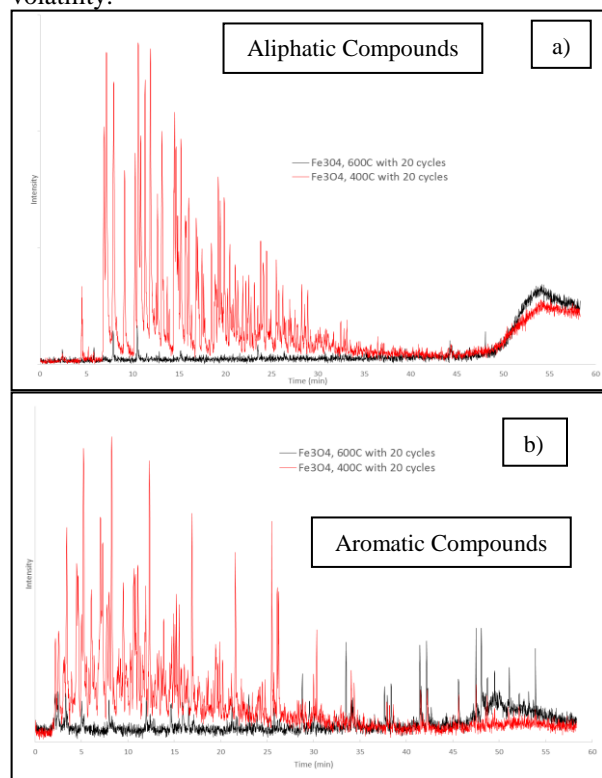 volatility.
Aliphatic Compounds
a)
Fe304, 600C with 20 cycles
Fe3O4, 400C with 20 cycles
Intensity
0 5 10 15 20 25 30 35 40 45 50 55 60
Time (min)
b)
Fe3O4, 600C with 20 cycles
Fe3O4, 400C with 20 cycles
Aromatic Compounds
Intensity
0 5 10 15 20 25 30 35 40 45 50 55 60
Time (min)